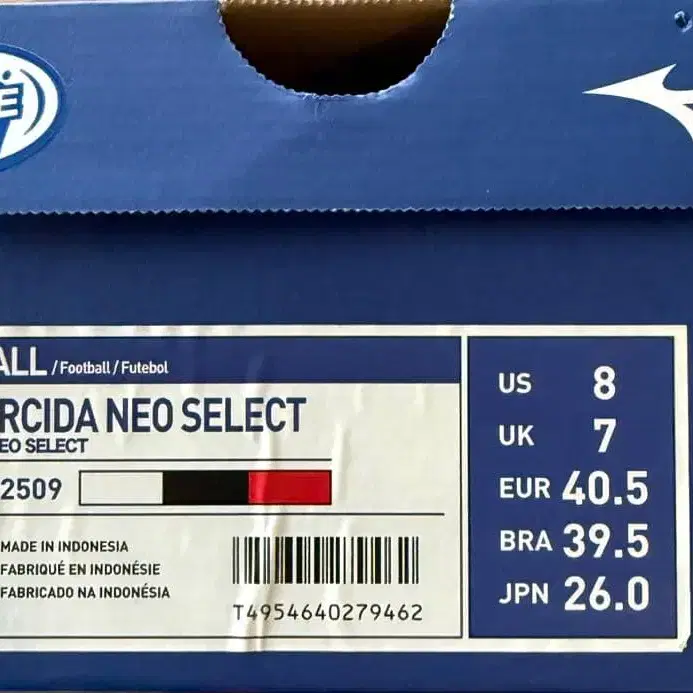 ALL / Football / Futebol
RCIDA NEO SELECT
EO SELECT
2509
MADE IN INDONESIA
FABRIQUÉ EN INDONÉSIE
FABRICADO NA INDONÉSIA
T4954640279462
US 8
UK 7
EUR 40.5
BRA 39.5
JPN 26.0